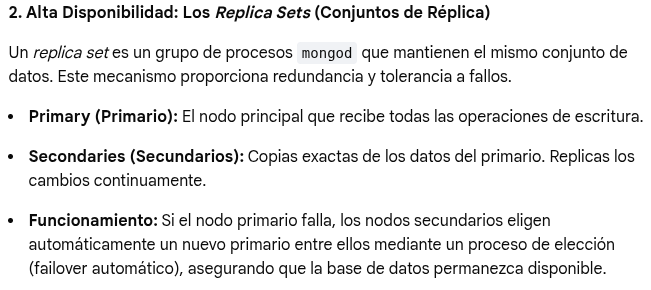 2. Alta Disponibilidad: Los Replica Sets (Conjuntos de Réplica)
Un replica set es un grupo de procesos mongod que mantienen el mismo conjunto de
datos. Este mecanismo proporciona redundancia y tolerancia a fallos.
• Primary (Primario): El nodo principal que recibe todas las operaciones de escritura.
• Secondaries (Secundarios): Copias exactas de los datos del primario. Replicas los
cambios continuamente.
• Funcionamiento: Si el nodo primario falla, los nodos secundarios eligen
automáticamente un nuevo primario entre ellos mediante un proceso de elección
(failover automático), asegurando que la base de datos permanezca disponible.